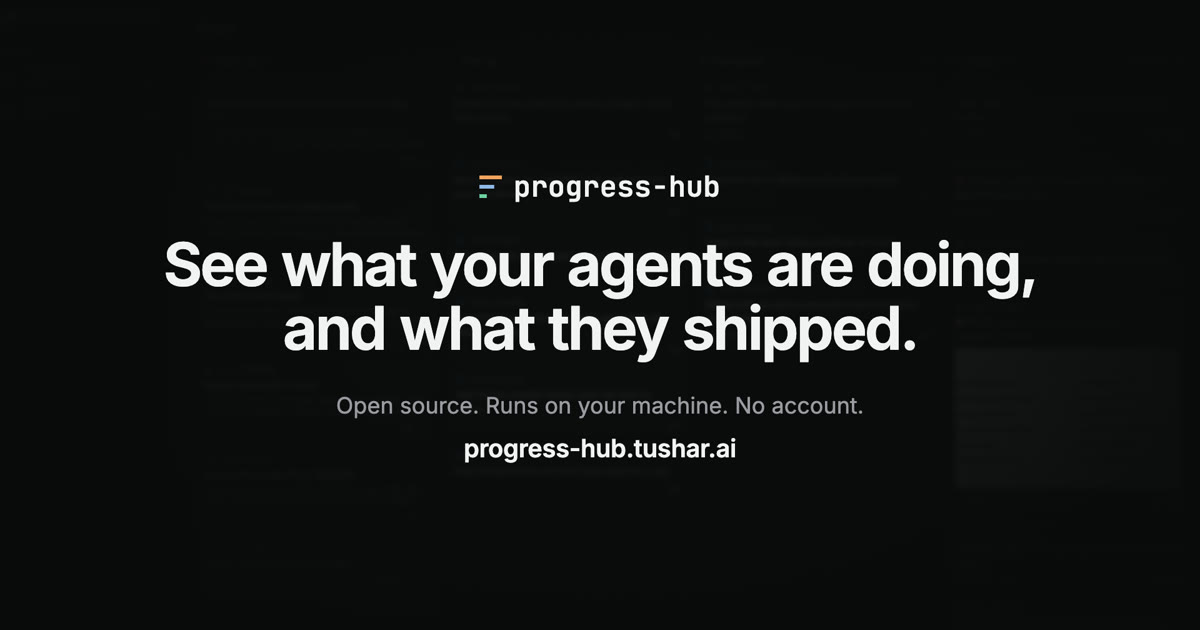 progress-hub
See what your agents are doing,
and what they shipped.
Open source. Runs on your machine. No account.
progress-hub.tushar.ai